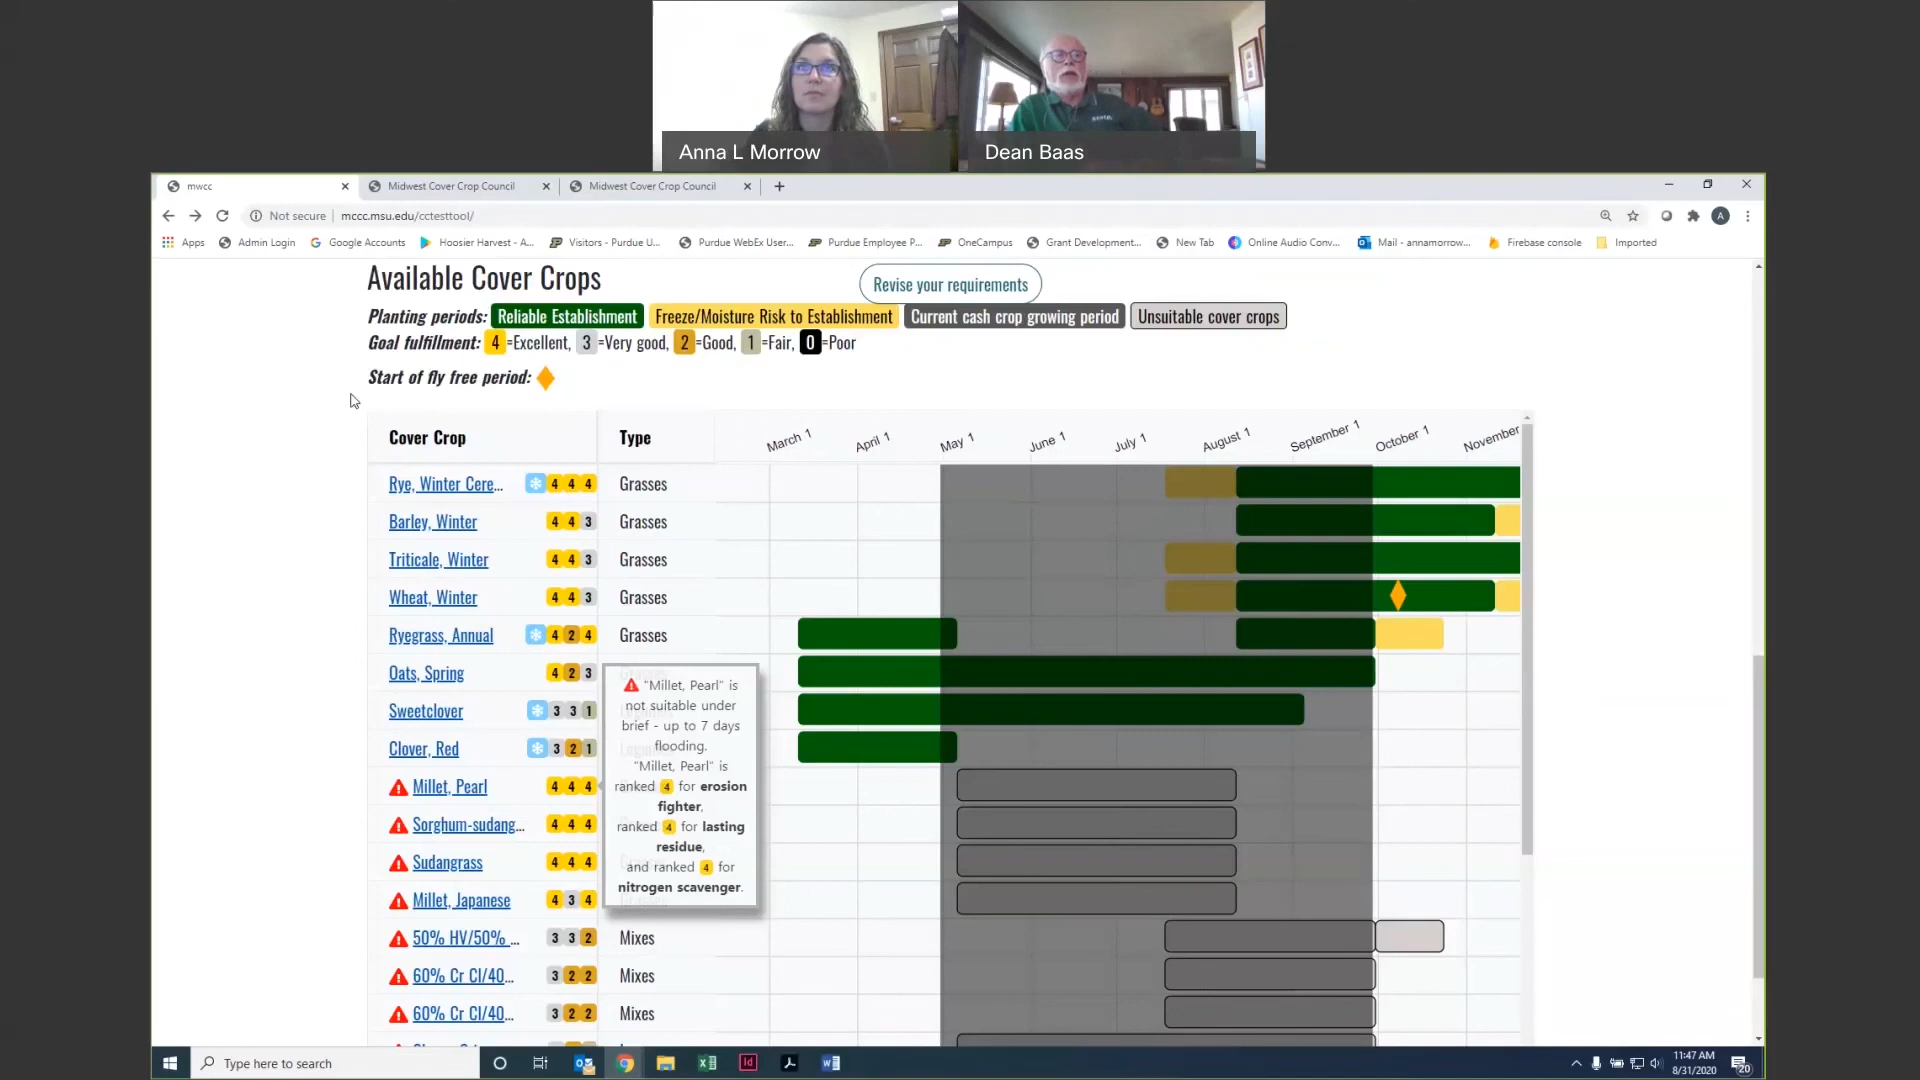 Anna L Morrow
Dean Baas
mwcc
Midwest Cover Crop Council
Midwest Cover Crop Council
Not secure | mccc.msu.edu/cctesttool/
Apps
Admin Login
Google Accounts
Hoosier Harvest - A...
Visitors - Purdue U...
Purdue WebEx User...
Purdue Employee P...
OneCampus
Grant Development...
New Tab
Online Audio Conv...
Mail - annamorrow...
Firebase console
Imported
Available Cover Crops
Revise your requirements
Planting periods: Reliable Establishment Freeze/Moisture Risk to Establishment Current cash crop growing period Unsuitable cover crops
Goal fulfillment: 4 =Excellent, 3 =Very good, 2 =Good, 1 =Fair, 0 =Poor
Start of fly free period:
Cover Crop Type March 1 April 1 May 1 June 1 July 1 August 1 September 1 October 1 November
Rye, Winter Cere... 4 4 4 Grasses
Barley, Winter 4 4 3 Grasses
Triticale, Winter 4 4 3 Grasses
Wheat, Winter 4 4 3 Grasses
Ryegrass, Annual 4 2 4 Grasses
Oats, Spring 4 2 3
Sweetclover 3 3 1
Clover, Red 3 2 1
Millet, Pearl 4 4 4
Sorghum-sudang... 4 4 4
Sudangrass 4 4 4
Millet, Japanese 4 3 4
50% HV/50% ... 3 3 2 Mixes
60% Cr Cl/40... 3 2 2 Mixes
60% Cr Cl/40... 3 2 2 Mixes
"Millet, Pearl" is
not suitable under
brief - up to 7 days
flooding.
"Millet, Pearl" is
ranked 4 for erosion
fighter,
ranked 4 for lasting
residue,
and ranked 4 for
nitrogen scavenger.
Type here to search
11:47 AM
8/31/2020
20